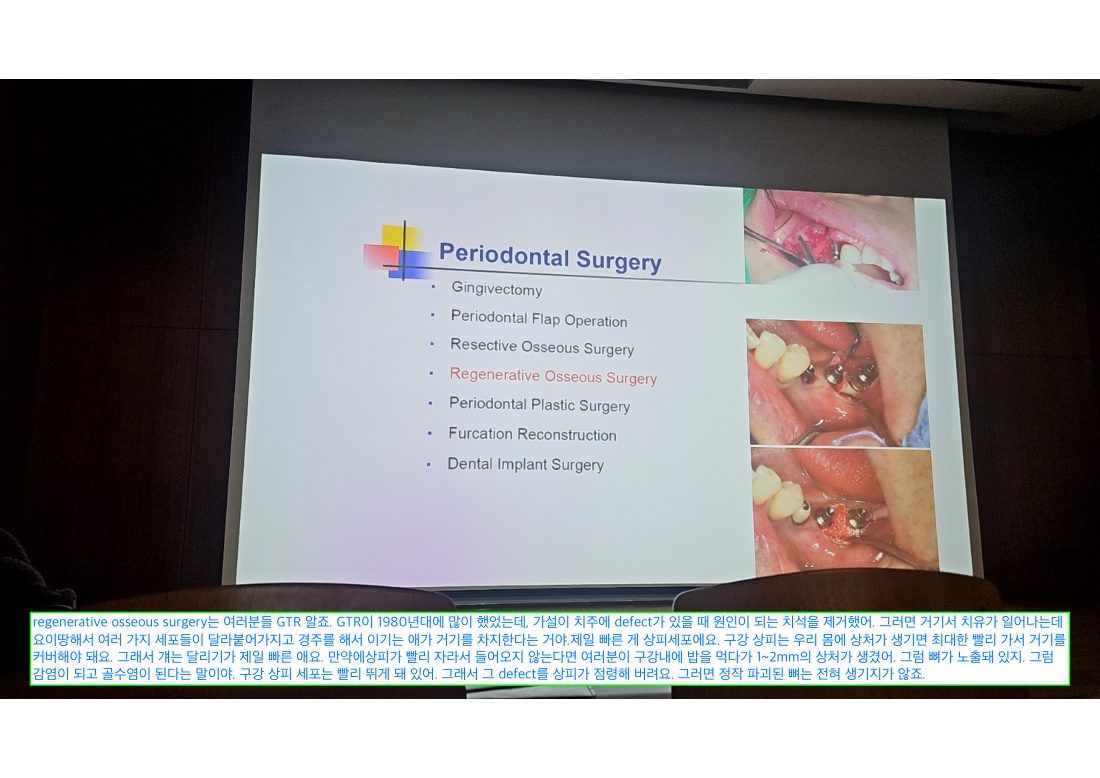 Periodontal Surgery
Gingivectomy
Periodontal Flap Operation
Resective Osseous Surgery
Regenerative Osseous Surgery
Periodontal Plastic Surgery
Furcation Reconstruction
Dental Implant Surgery
regenerative osseous surgery는 여러분들 GTR 알죠. GTR이 1980년대에 많이 했었는데, 가설이 치주에 defect가 있을 때 원인이 되는 치석을 제거했어. 그러면 거기서 치유가 일어나는데
요이땅해서 여러 가지 세포들이 달라붙어가지고 경주를 해서 이기는 애가 거기를 차지한다는 거야.제일 빠른 게 상피세포에요. 구강 상피는 우리 몸에 상처가 생기면 최대한 빨리 가서 거기를
커버해야 돼요. 그래서 걔는 달리기가 제일 빠른 애요. 만약에상피가 빨리 자라서 들어오지 않는다면 여러분이 구강내에 밥을 먹다가 1~2mm의 상처가 생겼어. 그럼 뼈가 노출돼 있지. 그럼
감염이 되고 골수염이 된다는 말이야. 구강 상피 세포는 빨리 뛰게 돼 있어. 그래서 그 defect를 상피가 점령해 버려요. 그러면 정작 파괴된 뼈는 전혀 생기지가 않죠.